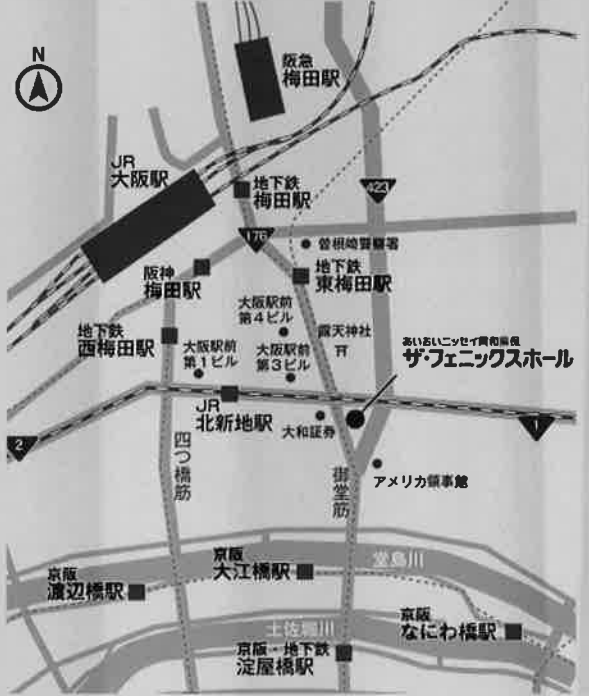 N
阪急
梅田駅
JR
大阪駅
地下鉄
梅田駅
423
176
曽根崎警察署
阪神
梅田駅
地下鉄
東梅田駅
大阪駅前
第4ビル
地下鉄
西梅田駅
大阪駅前
第1ビル
大阪駅前
第3ビル
露天神社
あいおいニッセイ同和損保
ザ・フェニックスホール
JR
北新地駅
大和証券
2
1
四つ橋筋
御堂筋
アメリカ領事館
堂島川
京阪
大江橋駅
京阪
渡辺橋駅
土佐堀川
京阪
なにわ橋駅
京阪・地下鉄
淀屋橋駅